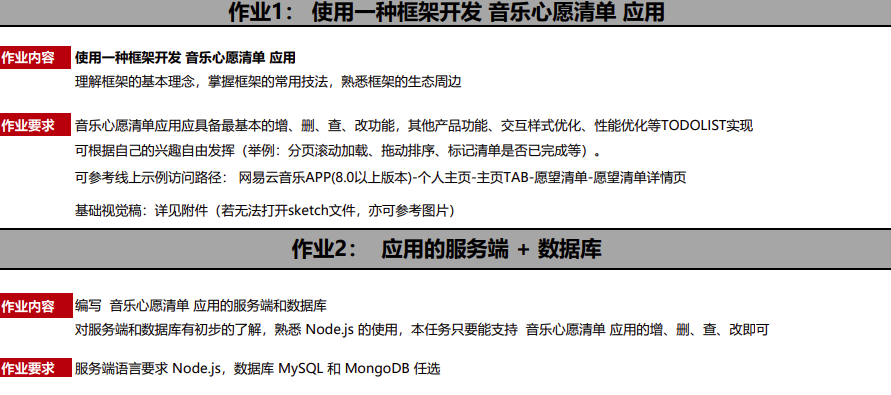 作业1： 使用一种框架开发 音乐心愿清单 应用
作业内容 使用一种框架开发 音乐心愿清单 应用
理解框架的基本理念，掌握框架的常用技法，熟悉框架的生态周边
作业要求 音乐心愿清单应用应具备最基本的增、删、查、改功能，其他产品功能、交互样式优化、性能优化等TODOLIST实现
可根据自己的兴趣自由发挥（举例：分页滚动加载、拖动排序、标记清单是否已完成等）。
可参考线上示例访问路径： 网易云音乐APP(8.0以上版本)-个人主页-主页TAB-愿望清单-愿望清单详情页
基础视觉稿：详见附件（若无法打开sketch文件，亦可参考图片）
作业2： 应用的服务端 + 数据库
作业内容 编写 音乐心愿清单 应用的服务端和数据库
对服务端和数据库有初步的了解，熟悉 Node.js 的使用，本任务只要能支持 音乐心愿清单 应用的增、删、查、改即可
作业要求 服务端语言要求 Node.js，数据库 MySQL 和 MongoDB 任选